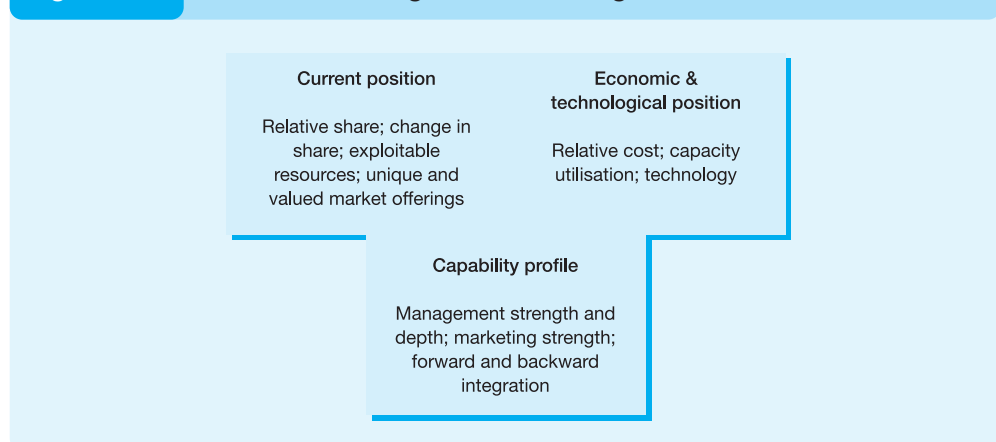 Current position
Relative share; change in
share; exploitable
resources; unique and
valued market offerings
Economic &
technological position
Relative cost; capacity
utilisation; technology
Capability profile
Management strength and
depth; marketing strength;
forward and backward
integration